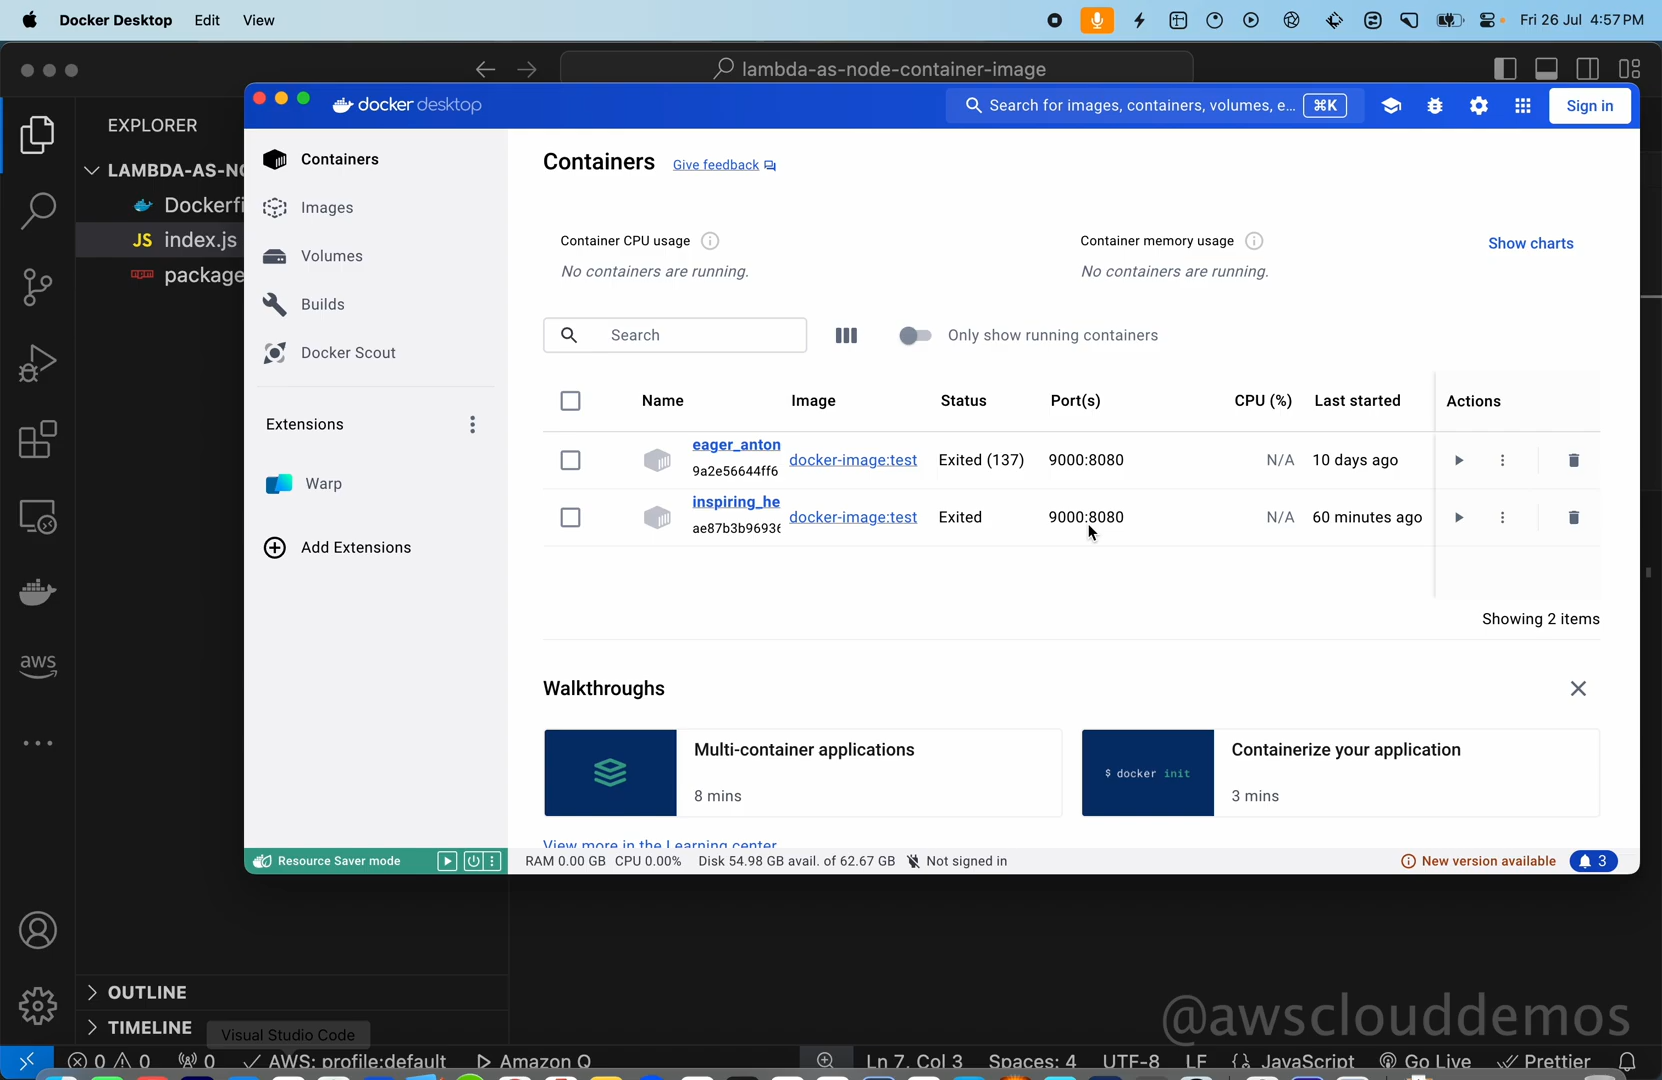 Docker Desktop Edit View
Fri 26 Jul 4:57 PM
lambda-as-node-container-image
docker desktop
Search for images, containers, volumes, e... ⌘K
Sign in
EXPLORER
LAMBDA-AS-NO
Dockerfi
JS index.js
package
Containers
Images
Volumes
Builds
Docker Scout
Extensions
Warp
Add Extensions
Containers Give feedback
Container CPU usage
No containers are running.
Container memory usage
No containers are running.
Show charts
Search
Only show running containers
Name Image Status Port(s) CPU (%) Last started Actions
eager_anton
9a2e56644ff6 docker-image:test Exited (137) 9000:8080 N/A 10 days ago
inspiring_he
ae87b3b96936 docker-image:test Exited 9000:8080 N/A 60 minutes ago
Showing 2 items
Walkthroughs
Multi-container applications
8 mins
$ docker init
Containerize your application
3 mins
View more in the Learning center
Resource Saver mode
RAM 0.00 GB CPU 0.00% Disk 54.98 GB avail. of 62.67 GB Not signed in
New version available 3
aws
OUTLINE
TIMELINE
Visual Studio Code
@awsclouddemos
0 0 0 AWS: profile:default Amazon Q
Ln 7, Col 3 Spaces: 4 UTF-8 LF {} JavaScript Go Live Prettier